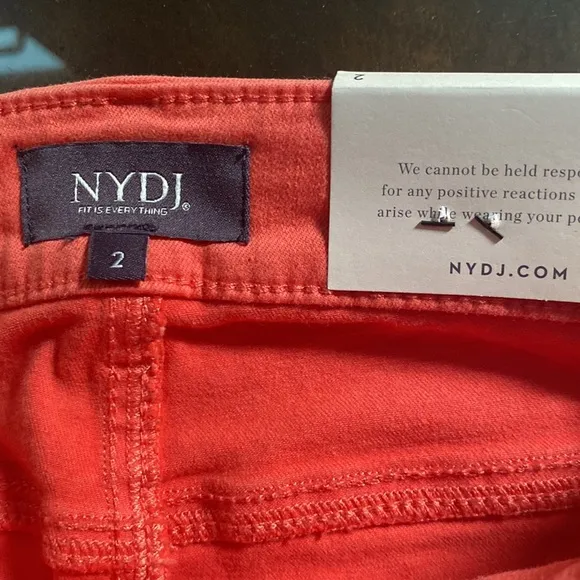 NYDJ®
FIT IS EVERYTHING
2
2
We cannot be held respo
for any positive reactions
arise while wearing your
NYDJ.COM